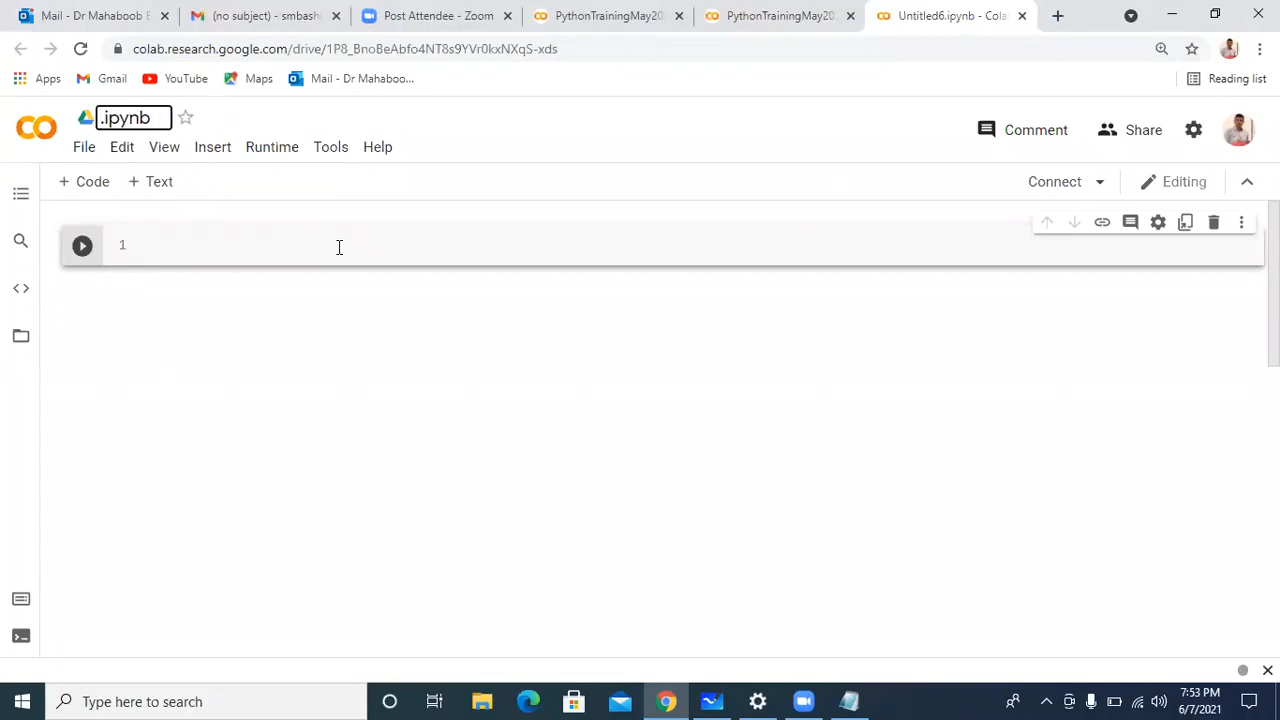 Mail - Dr Mahaboob B
(no subject) - smbash
Post Attendee - Zoom
PythonTrainingMay202
PythonTrainingMay202
Untitled6.ipynb - Cola
colab.research.google.com/drive/1P8_BnoBeAbfo4NT8s9YVr0kxNXqS-xds
Apps
Gmail
YouTube
Maps
Mail - Dr Mahaboo...
Reading list
.ipynb
File Edit View Insert Runtime Tools Help
Comment
Share
+ Code + Text
Connect
Editing
1
Type here to search
7:53 PM
6/7/2021